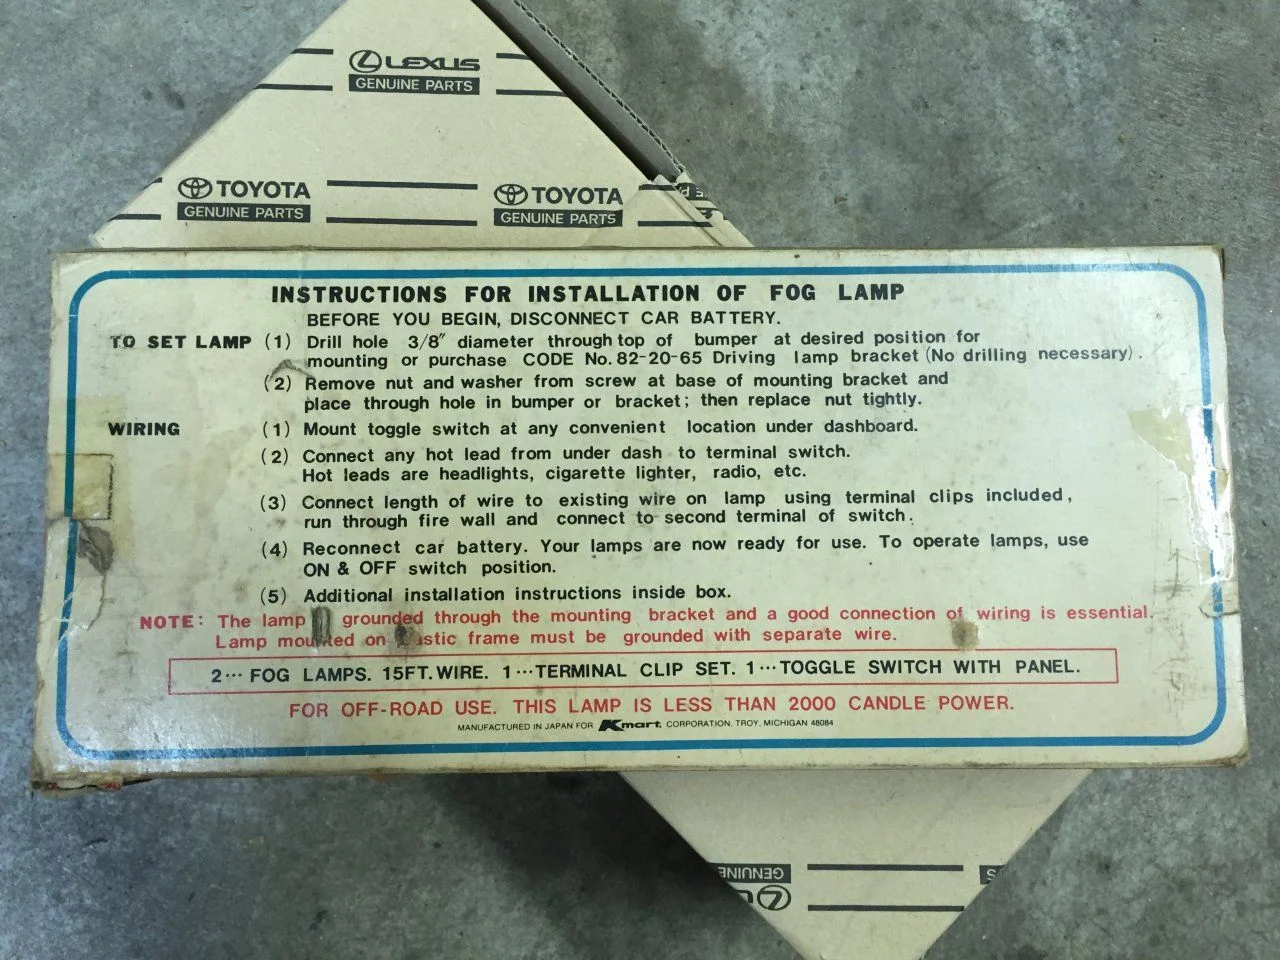 LEXUS
GENUINE PARTS
TOYOTA
GENUINE PARTS
TOYOTA
GENUINE PARTS
INSTRUCTIONS FOR INSTALLATION OF FOG LAMP
BEFORE YOU BEGIN, DISCONNECT CAR BATTERY.
TO SET LAMP (1) Drill hole 3/8" diameter through top of bumper at desired position for
mounting or purchase CODE No. 82-20-65 Driving lamp bracket (No drilling necessary).
(2) Remove nut and washer from screw at base of mounting bracket and
place through hole in bumper or bracket; then replace nut tightly.
WIRING (1) Mount toggle switch at any convenient location under dashboard.
(2) Connect any hot lead from under dash to terminal switch.
Hot leads are headlights, cigarette lighter, radio, etc.
(3) Connect length of wire to existing wire on lamp using terminal clips included,
run through fire wall and connect to second terminal of switch.
(4) Reconnect car battery. Your lamps are now ready for use. To operate lamps, use
ON & OFF switch position.
(5) Additional installation instructions inside box.
NOTE: The lamp grounded through the mounting bracket and a good connection of wiring is essential.
Lamp mounted on frame must be grounded with separate wire.
2··· FOG LAMPS. 15FT. WIRE. 1···TERMINAL CLIP SET. 1···TOGGLE SWITCH WITH PANEL.
FOR OFF-ROAD USE. THIS LAMP IS LESS THAN 2000 CANDLE POWER.
MANUFACTURED IN JAPAN FOR Kmart. CORPORATION, TROY, MICHIGAN 48084
GENUINE